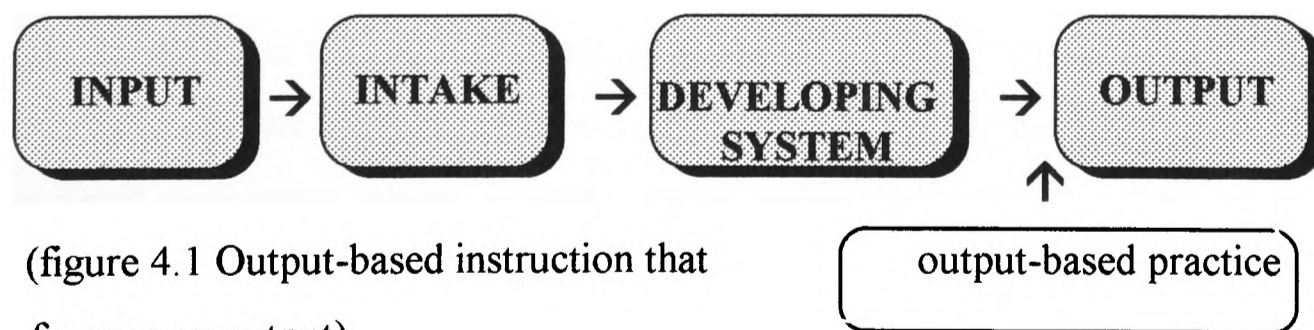 INPUT → INTAKE → DEVELOPING SYSTEM → OUTPUT
(figure 4.1 Output-based instruction that
output-based practice